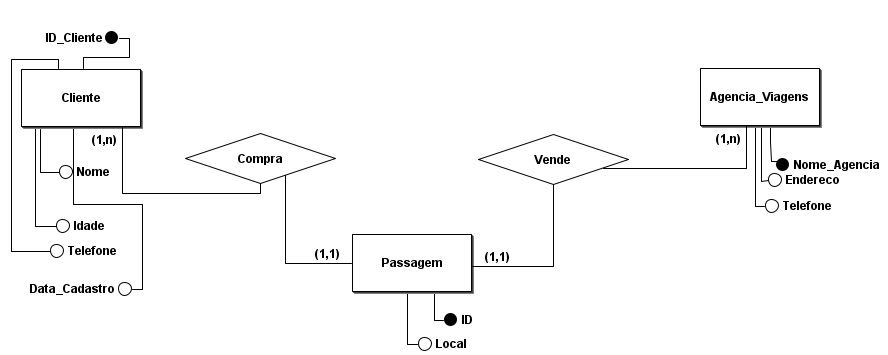 ID_Cliente
Cliente
Agencia_Viagens
(1,n)
(1,n)
Compra
Vende
Nome
Nome_Agencia
Endereco
Telefone
Idade
Telefone
(1,1)
(1,1)
Passagem
Data_Cadastro
ID
Local